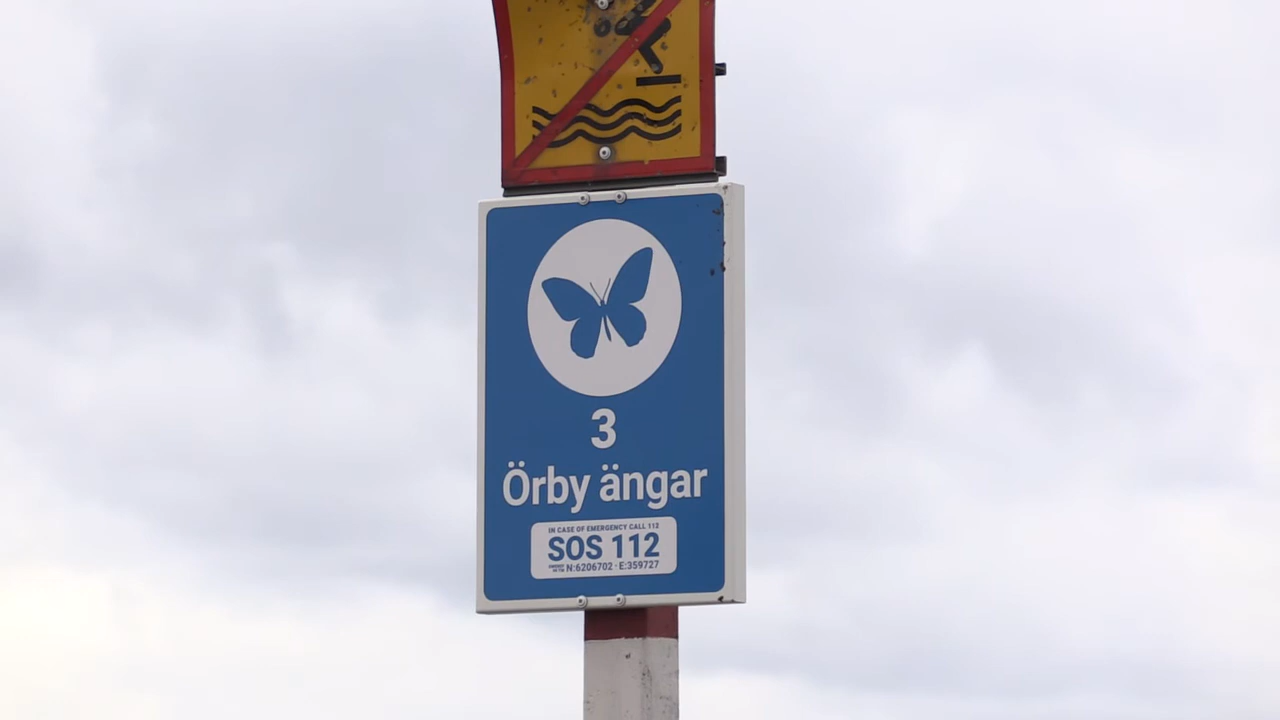 3
Örby ängar
IN CASE OF EMERGENCY CALL 112
SOS 112
N:6206702 · E:359727